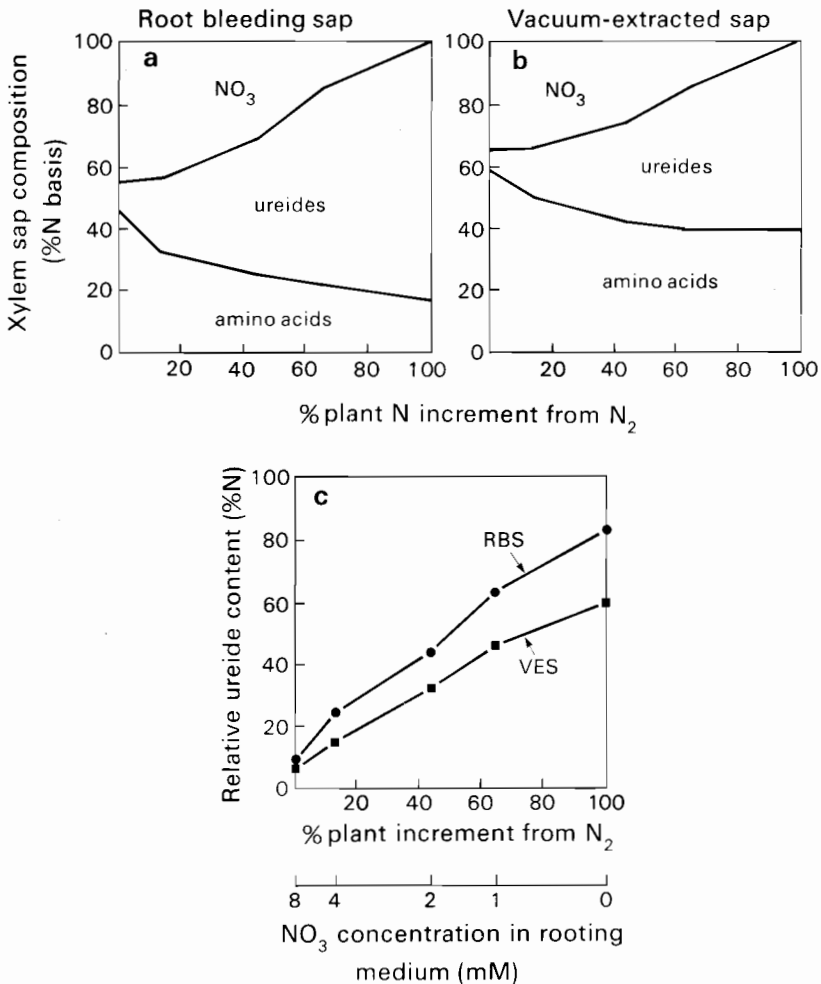 Root bleeding sap
Vacuum-extracted sap
Xylem sap composition
(%N basis)
100
80
60
40
20
0
a
NO3
ureides
amino acids
20 40 60 80 100
100
80
60
40
20
0
b
NO3
ureides
amino acids
20 40 60 80 100
% plant N increment from N2
Relative ureide content (%N)
100
80
60
40
20
0
c
RBS
VES
20 40 60 80 100
% plant increment from N2
8 4 2 1 0
NO3 concentration in rooting
medium (mM)